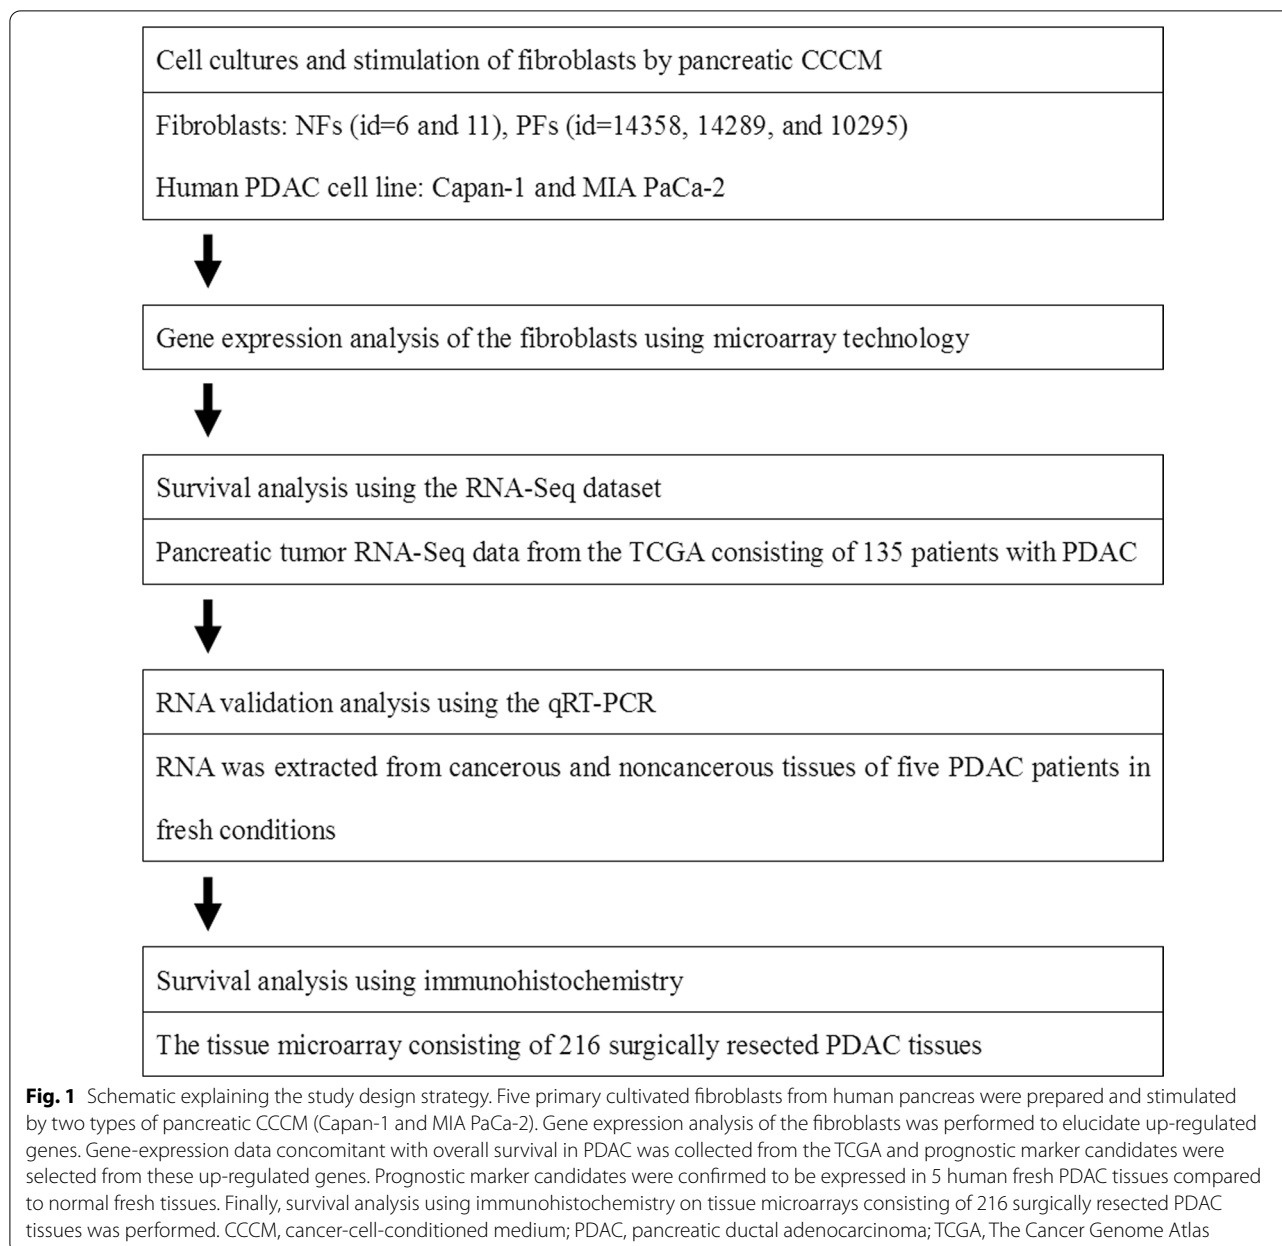 Cell cultures and stimulation of fibroblasts by pancreatic CCCM
Fibroblasts: NFs (id=6 and 11), PFs (id=14358, 14289, and 10295)
Human PDAC cell line: Capan-1 and MIA PaCa-2
Gene expression analysis of the fibroblasts using microarray technology
Survival analysis using the RNA-Seq dataset
Pancreatic tumor RNA-Seq data from the TCGA consisting of 135 patients with PDAC
RNA validation analysis using the qRT-PCR
RNA was extracted from cancerous and noncancerous tissues of five PDAC patients in
fresh conditions
Survival analysis using immunohistochemistry
The tissue microarray consisting of 216 surgically resected PDAC tissues
Fig. 1 Schematic explaining the study design strategy. Five primary cultivated fibroblasts from human pancreas were prepared and stimulated
by two types of pancreatic CCCM (Capan-1 and MIA PaCa-2). Gene expression analysis of the fibroblasts was performed to elucidate up-regulated
genes. Gene-expression data concomitant with overall survival in PDAC was collected from the TCGA and prognostic marker candidates were
selected from these up-regulated genes. Prognostic marker candidates were confirmed to be expressed in 5 human fresh PDAC tissues compared
to normal fresh tissues. Finally, survival analysis using immunohistochemistry on tissue microarrays consisting of 216 surgically resected PDAC
tissues was performed. CCCM, cancer-cell-conditioned medium; PDAC, pancreatic ductal adenocarcinoma; TCGA, The Cancer Genome Atlas